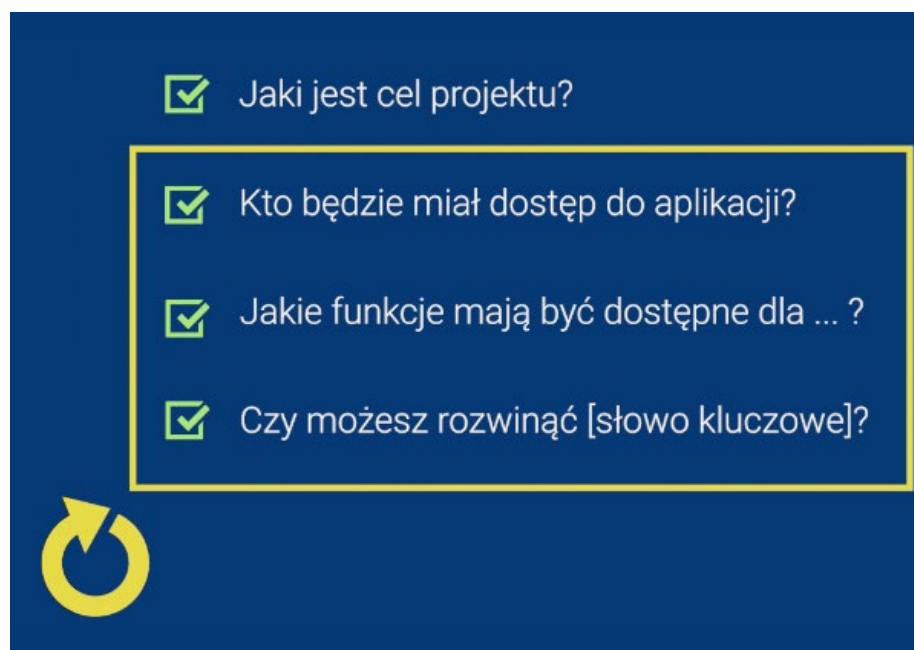 Jaki jest cel projektu?
Kto będzie miał dostęp do aplikacji?
Jakie funkcje mają być dostępne dla ... ?
Czy możesz rozwinąć [słowo kluczowe]?